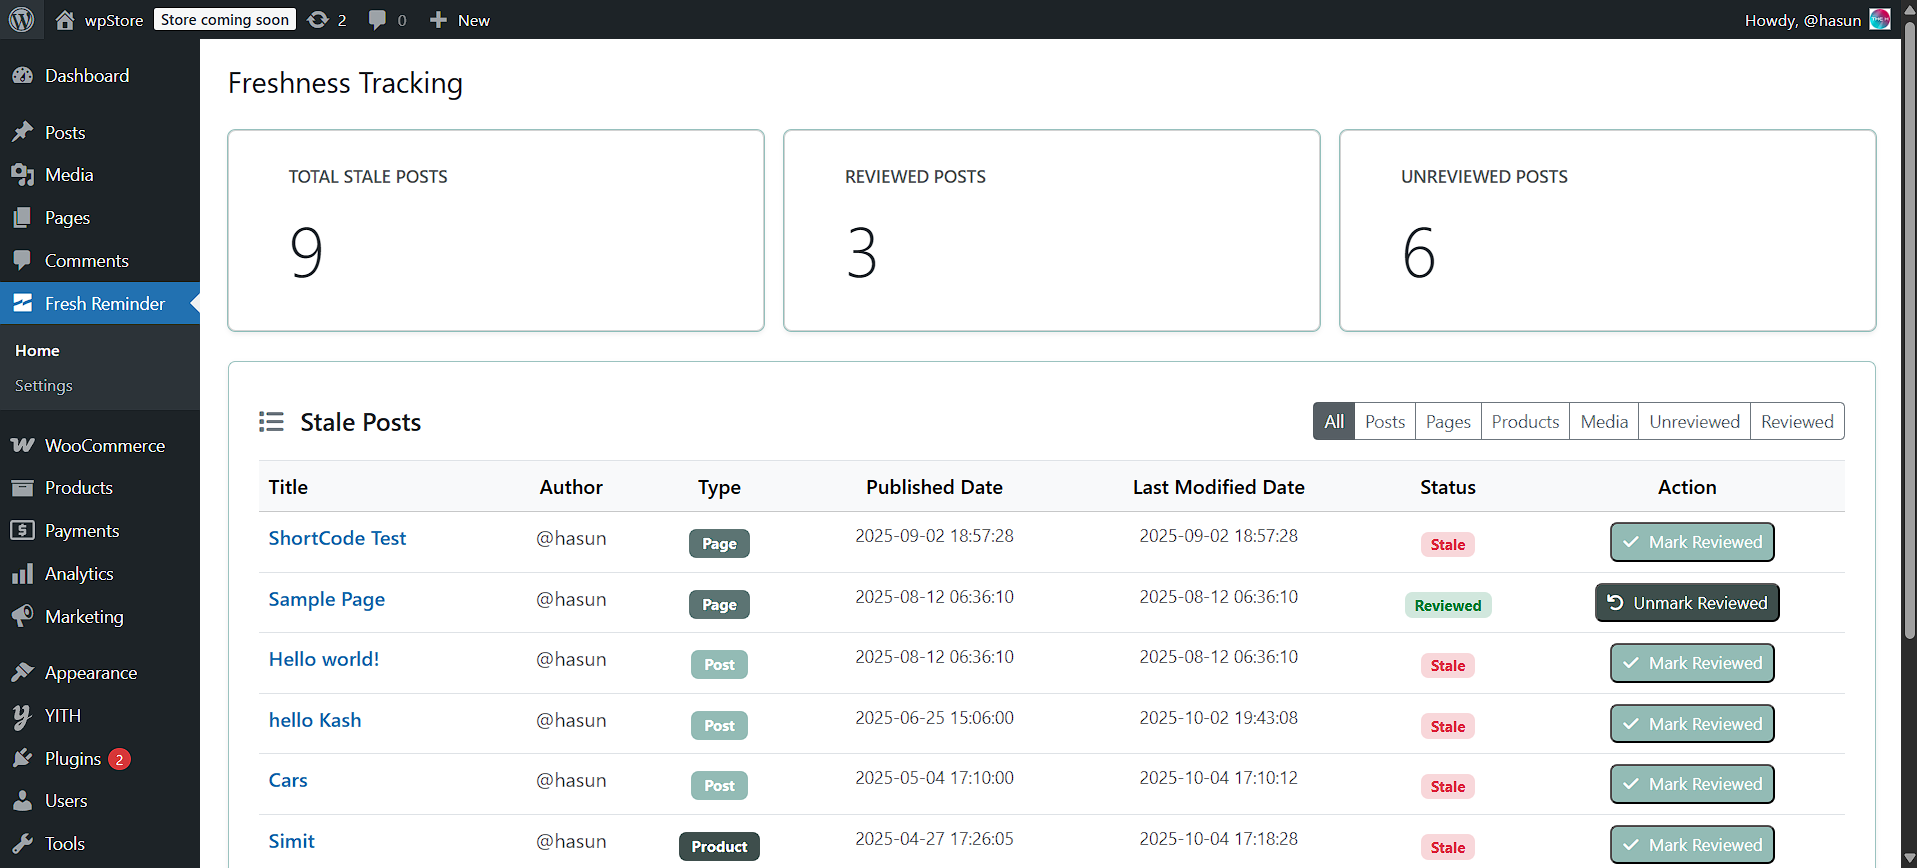 wpStore Store coming soon 2 0 New Howdy, @hasun
Dashboard
Posts
Media
Pages
Comments
Fresh Reminder
Home
Settings
WooCommerce
Products
Payments
Analytics
Marketing
Appearance
YITH
Plugins 2
Users
Tools
Freshness Tracking
TOTAL STALE POSTS
9
REVIEWED POSTS
3
UNREVIEWED POSTS
6
Stale Posts
All Posts Pages Products Media Unreviewed Reviewed
Title Author Type Published Date Last Modified Date Status Action
ShortCode Test @hasun Page 2025-09-02 18:57:28 2025-09-02 18:57:28 Stale Mark Reviewed
Sample Page @hasun Page 2025-08-12 06:36:10 2025-08-12 06:36:10 Reviewed Unmark Reviewed
Hello world! @hasun Post 2025-08-12 06:36:10 2025-08-12 06:36:10 Stale Mark Reviewed
hello Kash @hasun Post 2025-06-25 15:06:00 2025-10-02 19:43:08 Stale Mark Reviewed
Cars @hasun Post 2025-05-04 17:10:00 2025-10-04 17:10:12 Stale Mark Reviewed
Simit @hasun Product 2025-04-27 17:26:05 2025-10-04 17:18:28 Stale Mark Reviewed